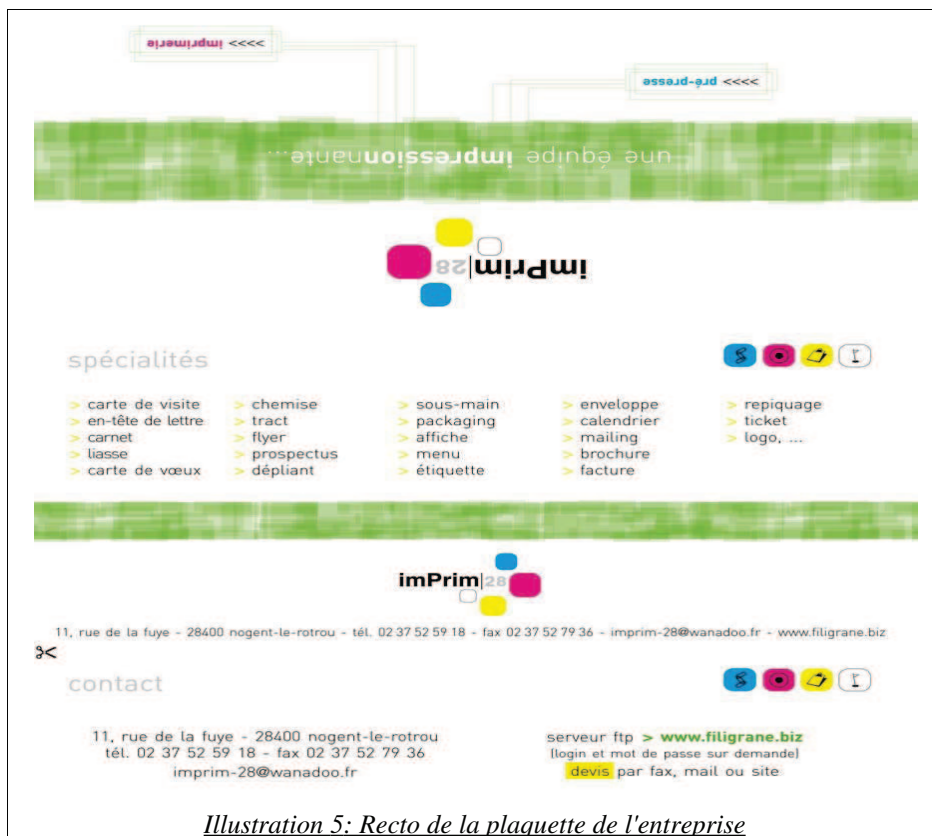 >>>> imprimerie <<<<
>>>> pré-presse <<<<
une équipe impressionnante...
imPrim|28
spécialités
> carte de visite
> en-tête de lettre
> carnet
> liasse
> carte de vœux
> chemise
> tract
> flyer
> prospectus
> dépliant
> sous-main
> packaging
> affiche
> menu
> étiquette
> enveloppe
> calendrier
> mailing
> brochure
> facture
> repiquage
> ticket
> logo, ...
imPrim|28
11, rue de la fuye - 28400 nogent-le-rotrou - tél. 02 37 52 59 18 - fax 02 37 52 79 36 - imprim-28@wanadoo.fr - www.filigrane.biz
contact
11, rue de la fuye - 28400 nogent-le-rotrou
tél. 02 37 52 59 18 - fax 02 37 52 79 36
imprim-28@wanadoo.fr
serveur ftp > www.filigrane.biz
(login et mot de passe sur demande)
devis par fax, mail ou site
Illustration 5: Recto de la plaquette de l'entreprise